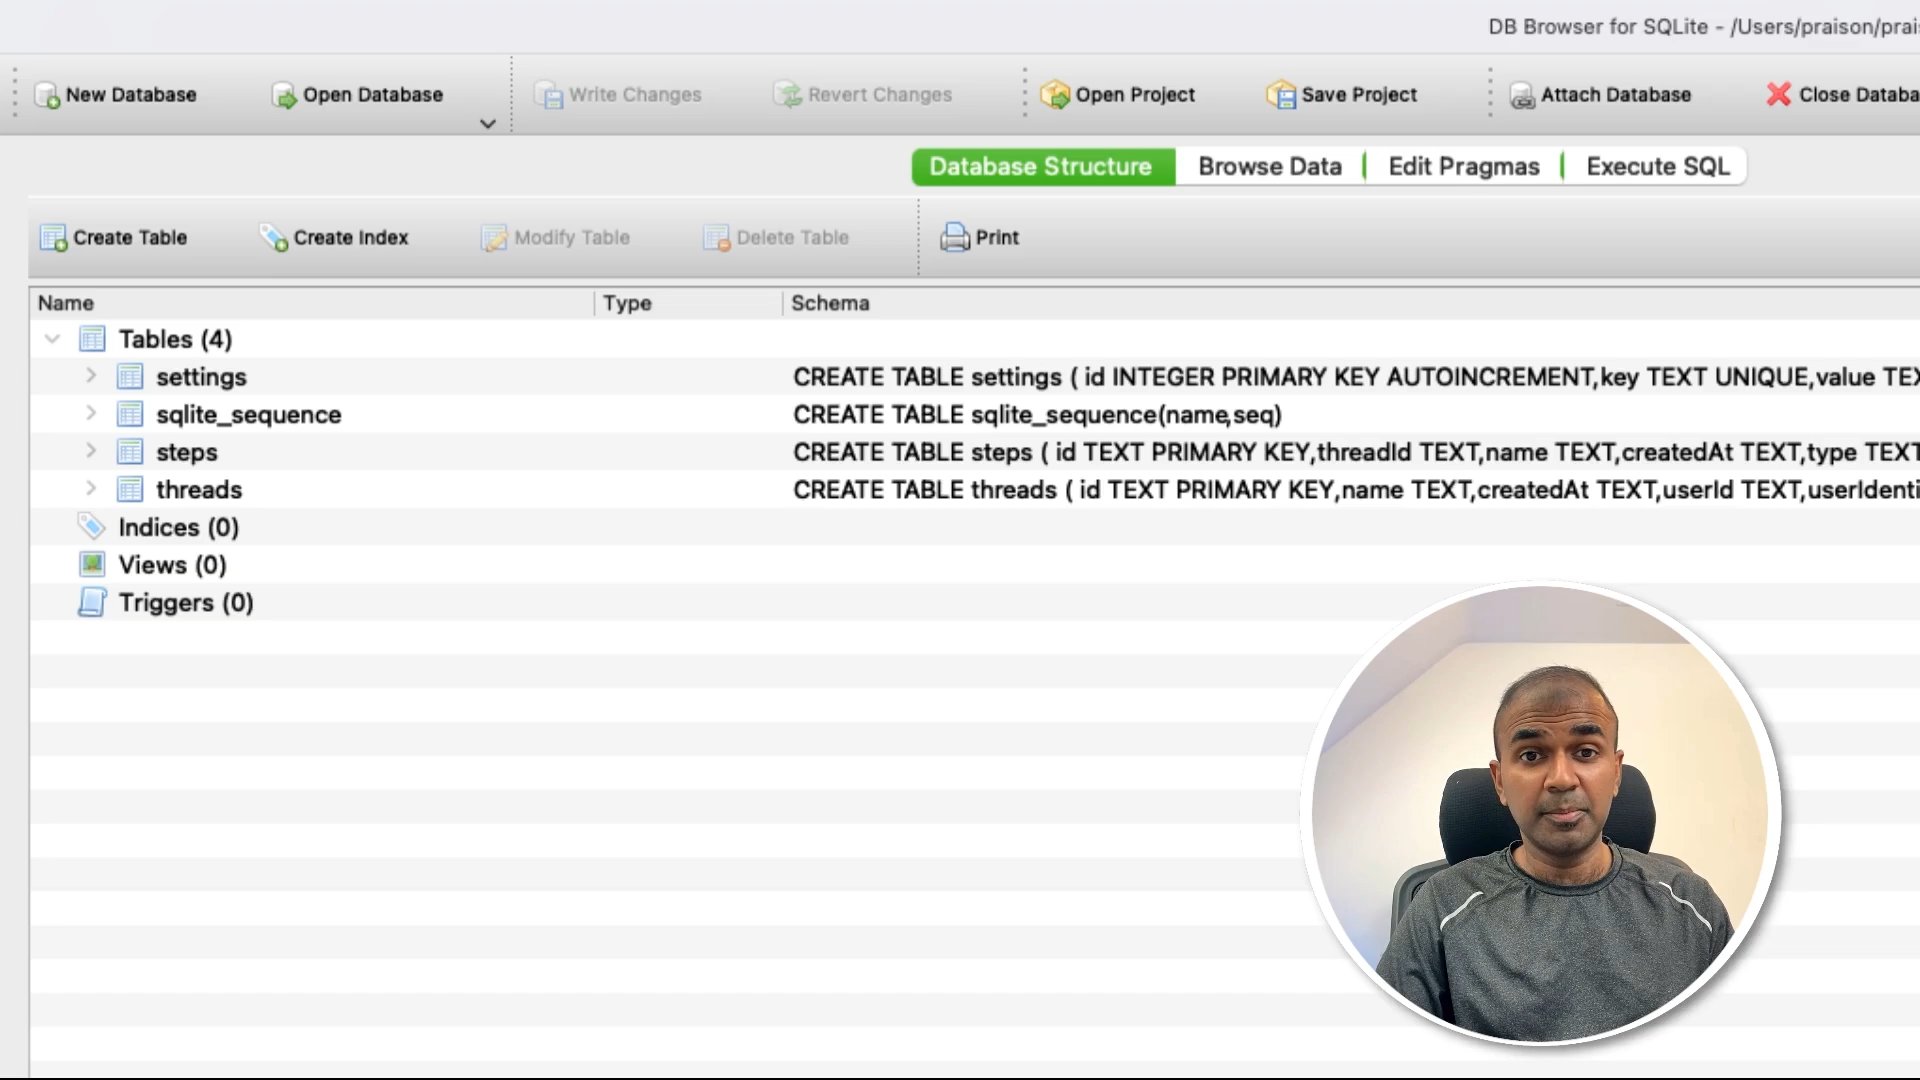 DB Browser for SQLite - /Users/praison/prai
New Database Open Database Write Changes Revert Changes Open Project Save Project Attach Database Close Databa
Database Structure Browse Data Edit Pragmas Execute SQL
Create Table Create Index Modify Table Delete Table Print
Name Type Schema
Tables (4)
settings CREATE TABLE settings ( id INTEGER PRIMARY KEY AUTOINCREMENT,key TEXT UNIQUE,value TEX
sqlite_sequence CREATE TABLE sqlite_sequence(name,seq)
steps CREATE TABLE steps ( id TEXT PRIMARY KEY,threadId TEXT,name TEXT,createdAt TEXT,type TEXT
threads CREATE TABLE threads ( id TEXT PRIMARY KEY,name TEXT,createdAt TEXT,userId TEXT,userIdenti
Indices (0)
Views (0)
Triggers (0)